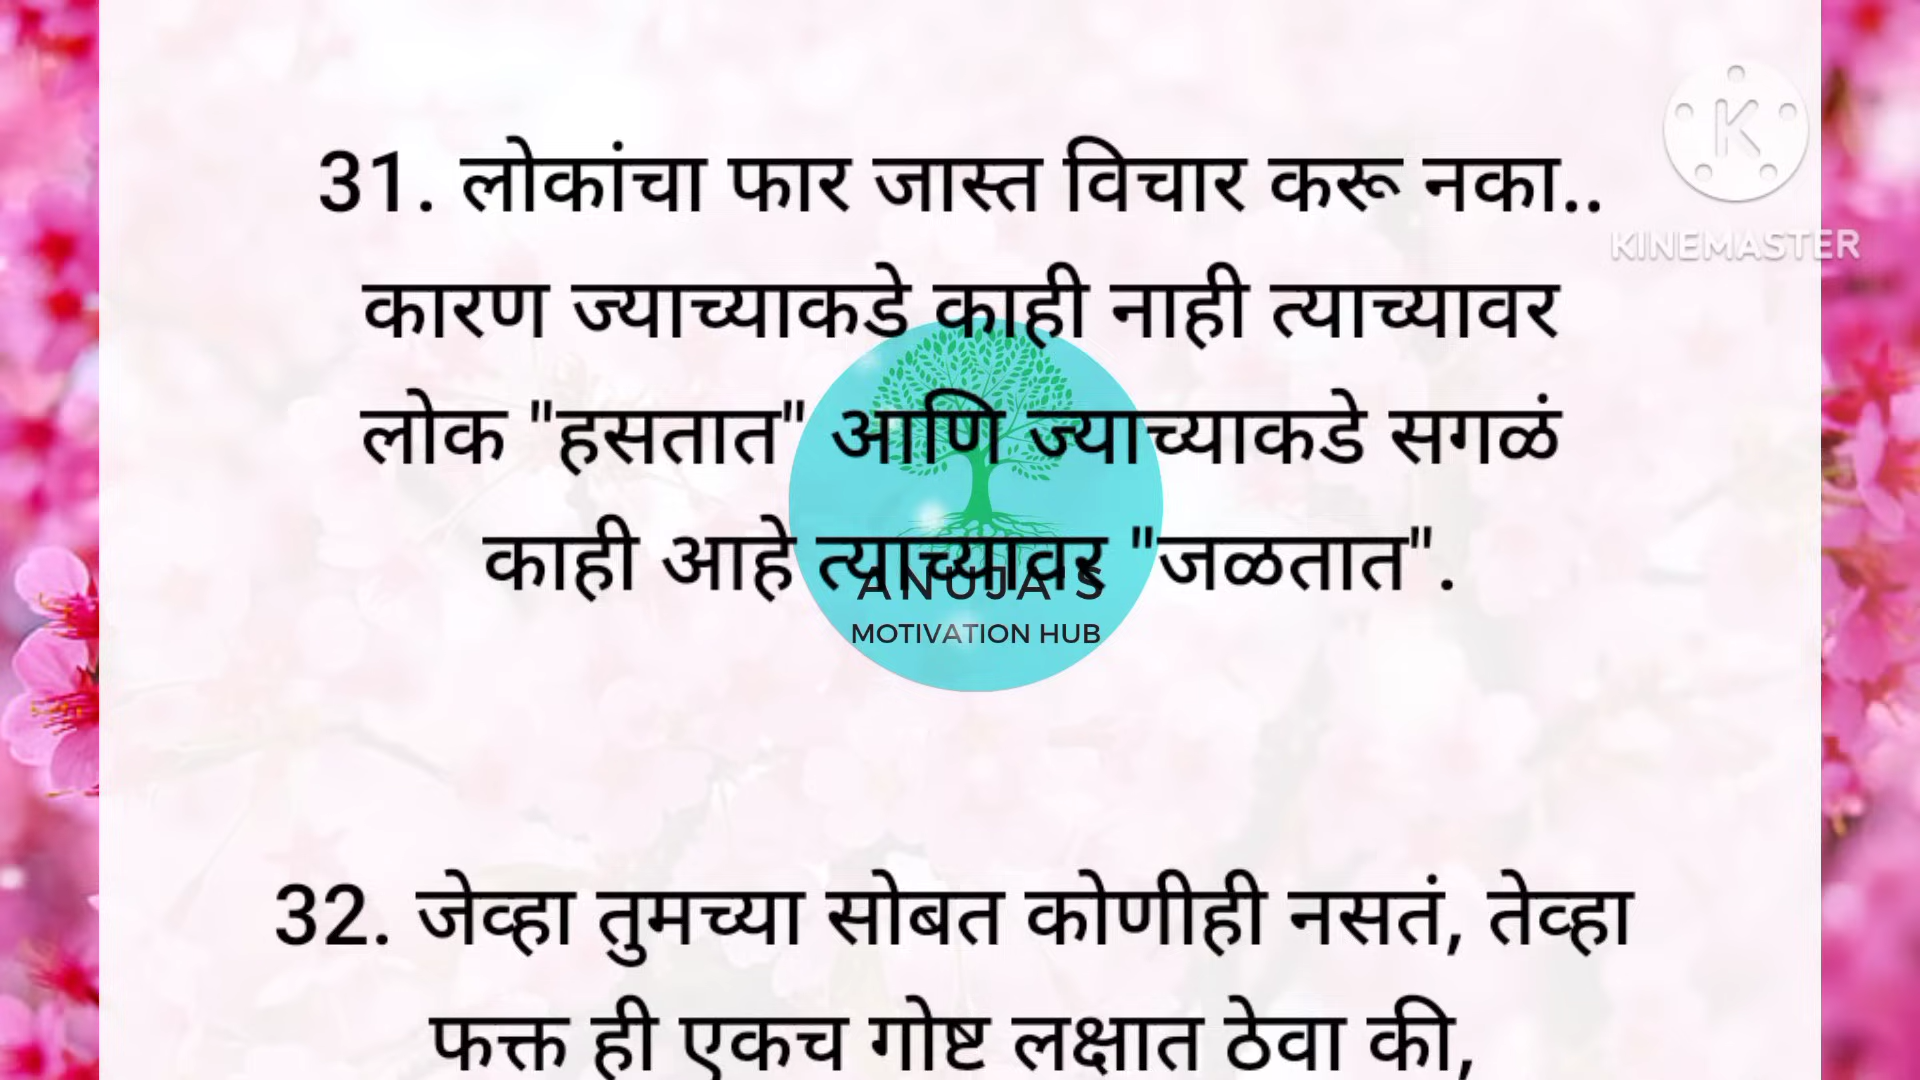 31. लोकांचा फार जास्त विचार करू नका..
कारण ज्याच्याकडे काही नाही त्याच्यावर
लोक "हसतात" आणि ज्याच्याकडे सगळं
काही आहे त्याच्यावर "जळतात".
ANUJA'S
MOTIVATION HUB
32. जेव्हा तुमच्या सोबत कोणीही नसतं, तेव्हा
फक्त ही एकच गोष्ट लक्षात ठेवा की,
K
KINEMASTER